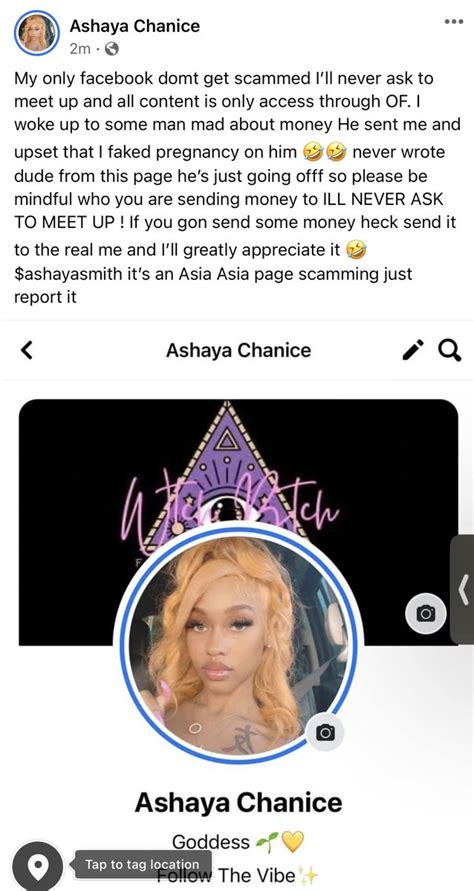 Ashaya Chanice
2m ·
My only facebook domt get scammed I'll never ask to
meet up and all content is only access through OF. I
woke up to some man mad about money He sent me and
upset that I faked pregnancy on him 🤣🤣 never wrote
dude from this page he's just going offf so please be
mindful who you are sending money to ILL NEVER ASK
TO MEET UP ! If you gon send some money heck send it
to the real me and I'll greatly appreciate it 🤣
$ashayasmith it's an Asia Asia page scamming just
report it
Ashaya Chanice
Witch Bitch
Ashaya Chanice
Goddess 🌱💛
Tap to tag location
Follow The Vibe✨